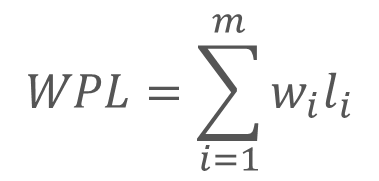 WPL = \sum_{i=1}^{m} w_i l_i